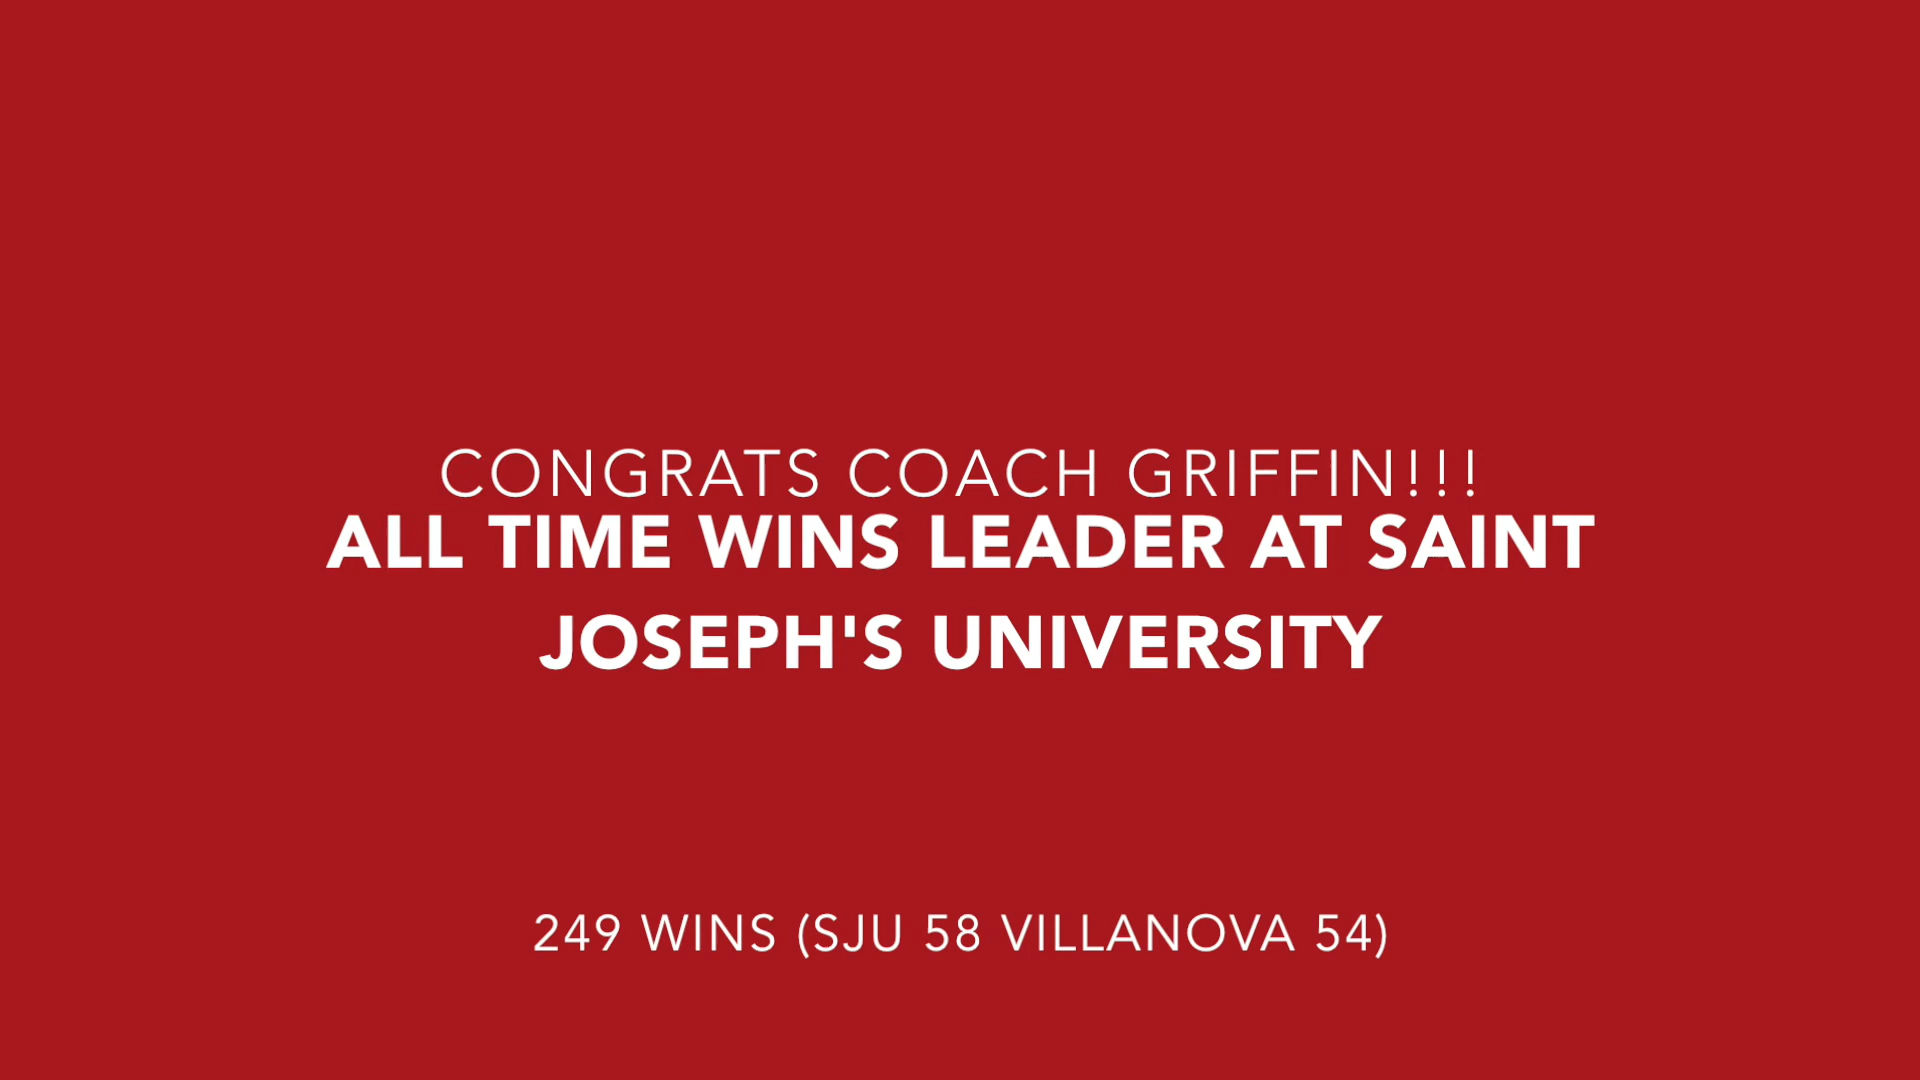 CONGRATS COACH GRIFFIN!!!
ALL TIME WINS LEADER AT SAINT
JOSEPH'S UNIVERSITY
249 WINS (SJU 58 VILLANOVA 54)